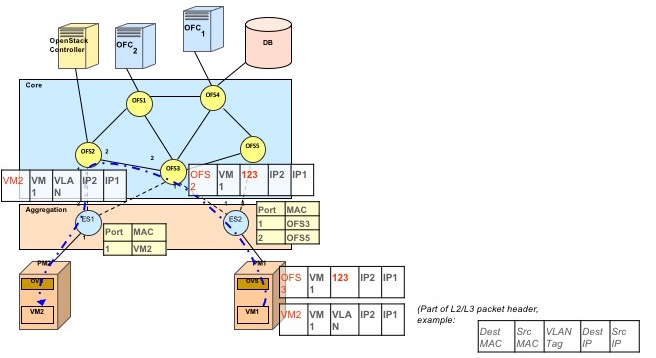 OpenStack
Controller
OFC
2
OFC
1
DB
Core
OFS1
OFS4
OFS2
2
2
OFS3
OFS5
VM2
VM
1
VLA
N
IP2
IP1
OFS
2
VM
1
123
IP2
IP1
Aggregation
ES1
ES2
Port
MAC
1
VM2
Port
MAC
1
OFS3
2
OFS5
PM2
OVS
VM2
PM1
OVS
VM1
OFS
3
VM
1
123
IP2
IP1
VM2
VM
1
VLA
N
IP2
IP1
(Part of L2/L3 packet header,
example:
Dest
MAC
Src
MAC
VLAN
Tag
Dest
IP
Src
IP